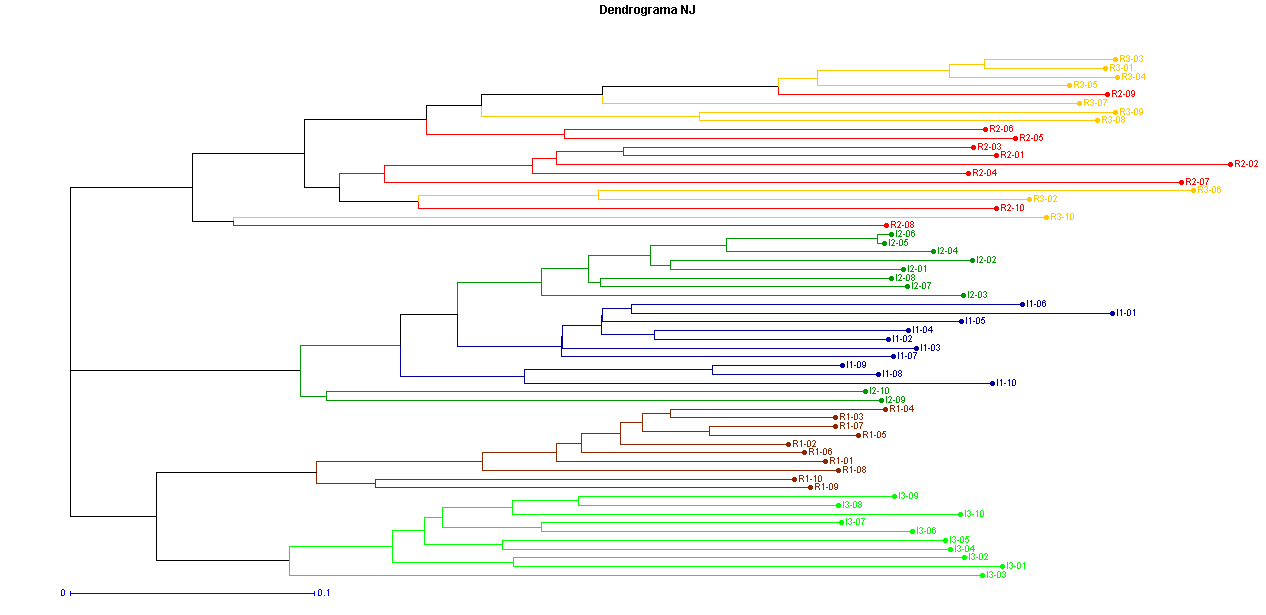 Dendrograma NJ
R3-03
R3-01
R3-04
R3-05
R2-09
R3-07
R3-09
R3-08
R2-06
R2-05
R2-03
R2-01
R2-02
R2-04
R2-07
R3-06
R3-02
R2-10
R3-10
R2-08
I2-06
I2-05
I2-04
I2-02
I2-01
I2-08
I2-07
I2-03
I1-06
I1-01
I1-05
I1-04
I1-02
I1-03
I1-07
I1-09
I1-08
I1-10
I2-10
I2-09
R1-04
R1-03
R1-07
R1-05
R1-02
R1-06
R1-01
R1-08
R1-10
R1-09
I3-09
I3-08
I3-10
I3-07
I3-06
I3-05
I3-04
I3-02
I3-01
I3-03
0 0.1